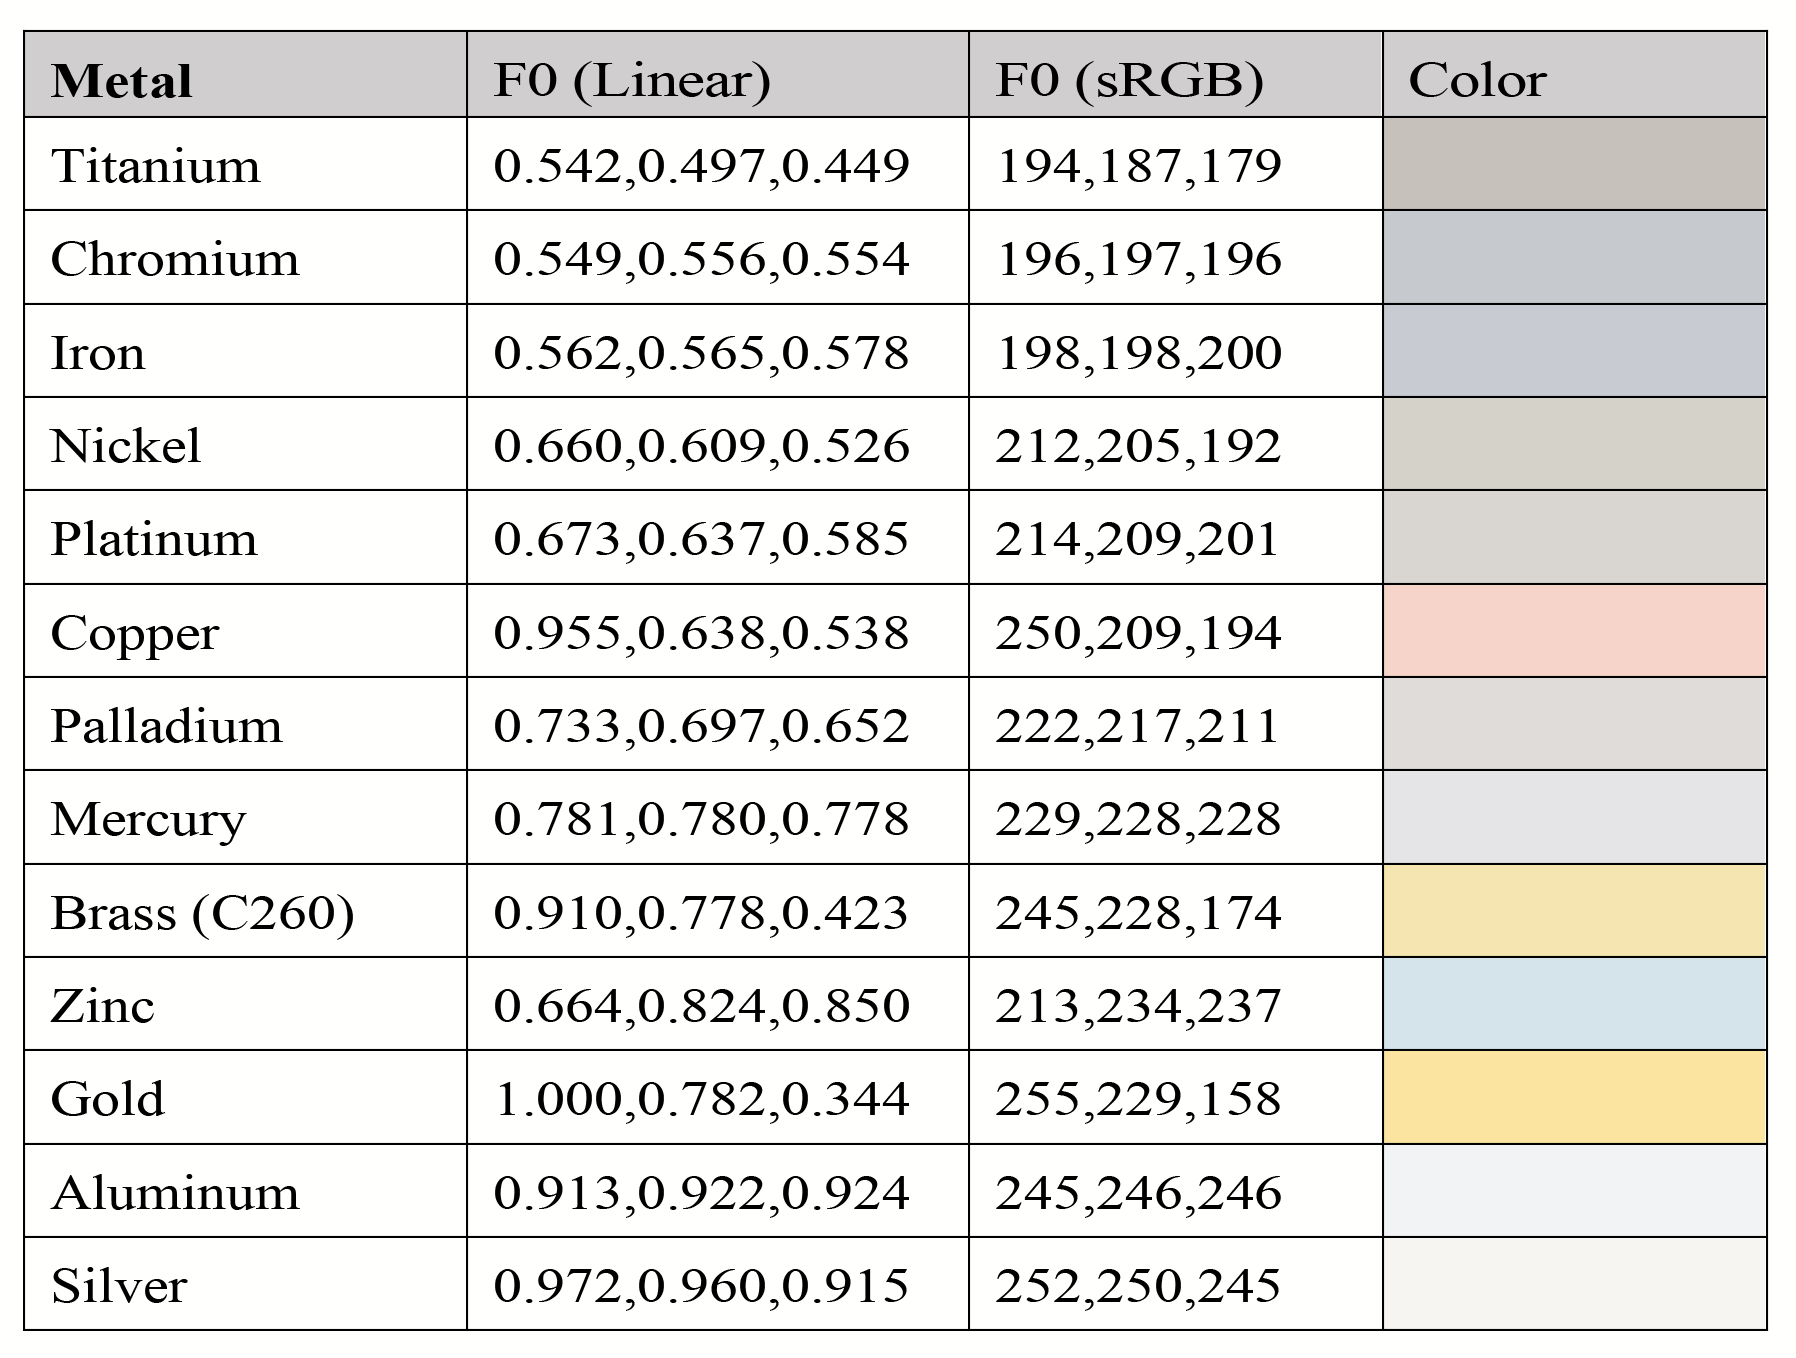 Metal F0 (Linear) F0 (sRGB) Color
Titanium 0.542,0.497,0.449 194,187,179
Chromium 0.549,0.556,0.554 196,197,196
Iron 0.562,0.565,0.578 198,198,200
Nickel 0.660,0.609,0.526 212,205,192
Platinum 0.673,0.637,0.585 214,209,201
Copper 0.955,0.638,0.538 250,209,194
Palladium 0.733,0.697,0.652 222,217,211
Mercury 0.781,0.780,0.778 229,228,228
Brass (C260) 0.910,0.778,0.423 245,228,174
Zinc 0.664,0.824,0.850 213,234,237
Gold 1.000,0.782,0.344 255,229,158
Aluminum 0.913,0.922,0.924 245,246,246
Silver 0.972,0.960,0.915 252,250,245